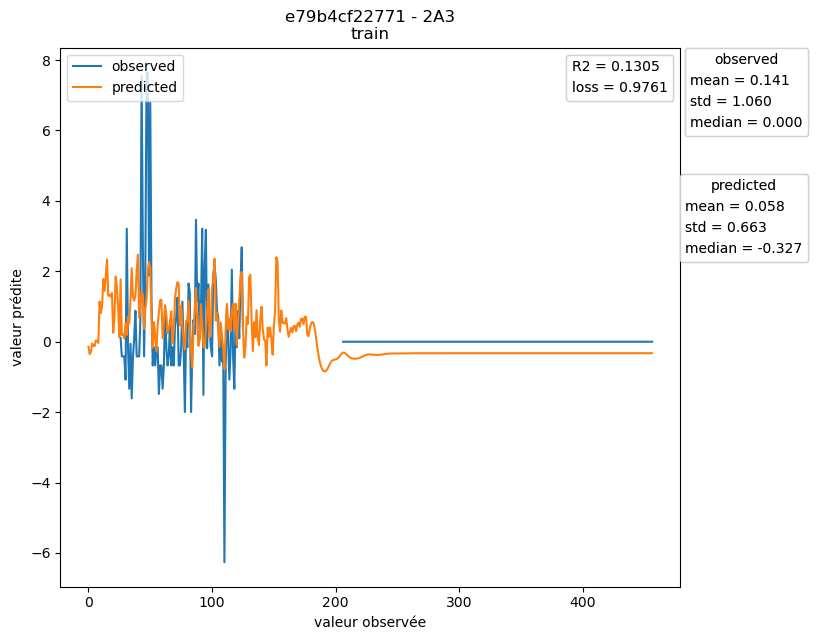 e79b4cf22771 - 2A3
train
observed
predicted
R2 = 0.1305
loss = 0.9761
observed
mean = 0.141
std = 1.060
median = 0.000
predicted
mean = 0.058
std = 0.663
median = -0.327
valeur prédite
8
6
4
2
0
−2
−4
−6
0
100
200
300
400
valeur observée